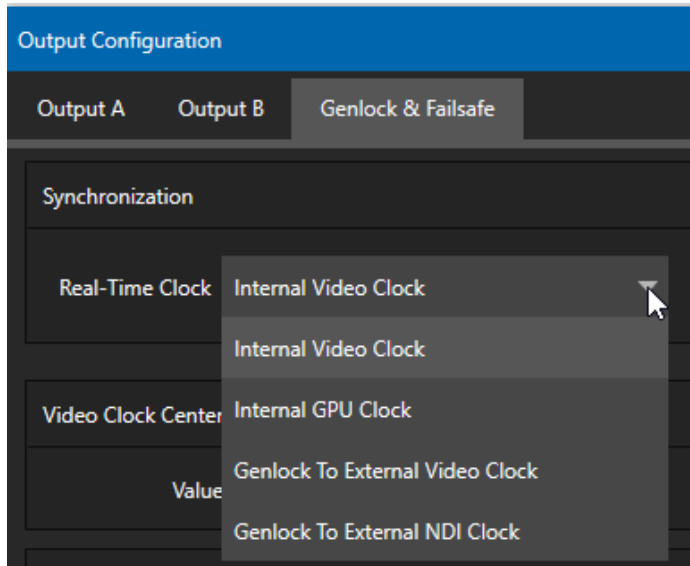 Output Configuration
Output A Output B Genlock & Failsafe
Synchronization
Real-Time Clock Internal Video Clock
Internal Video Clock
Video Clock Center Internal GPU Clock
Genlock To External Video Clock
Value
Genlock To External NDI Clock